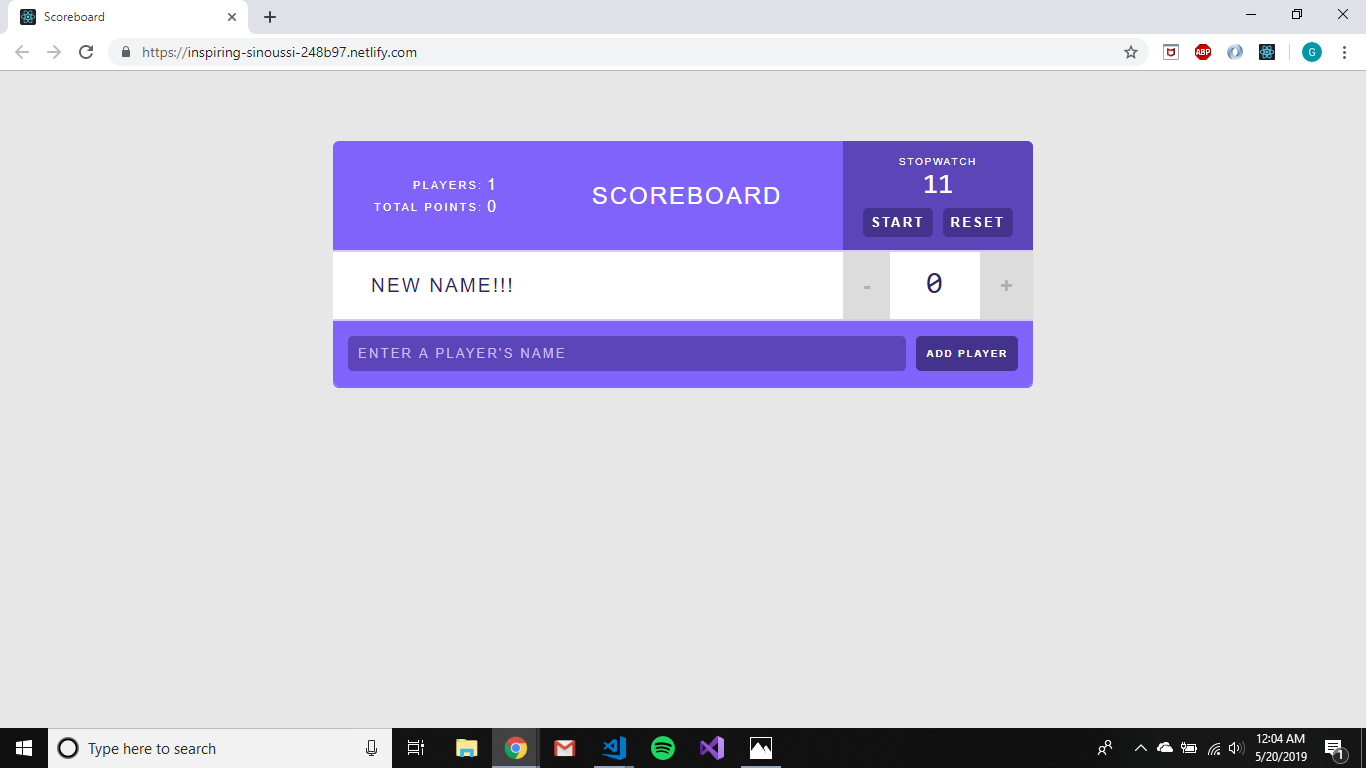 Scoreboard
https://inspiring-sinoussi-248b97.netlify.com
ABP
G
PLAYERS: 1
TOTAL POINTS: 0
SCOREBOARD
STOPWATCH
11
START RESET
NEW NAME!!!
- 0 +
ENTER A PLAYER'S NAME
ADD PLAYER
Type here to search
12:04 AM
5/20/2019
1